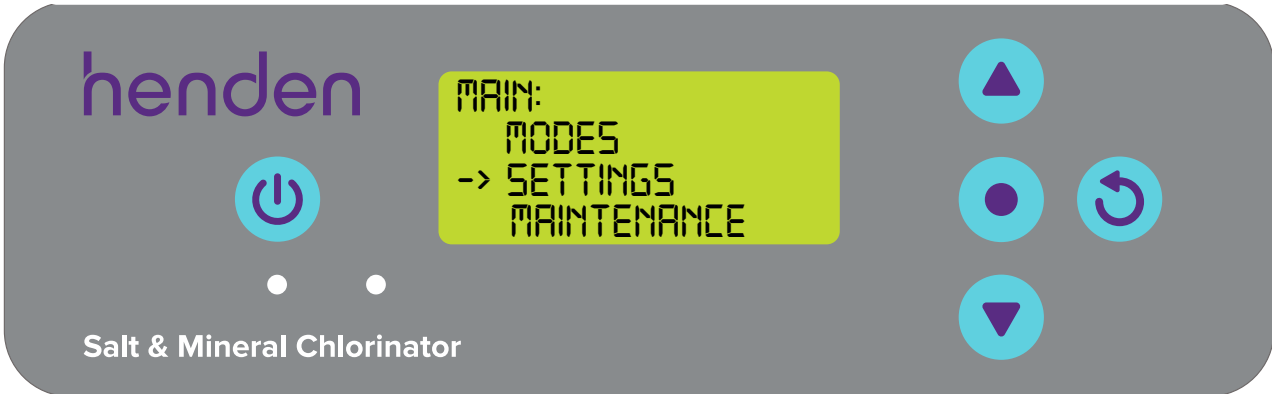 henden
MAIN:
MODES
-> SETTINGS
MAINTENANCE
Salt & Mineral Chlorinator